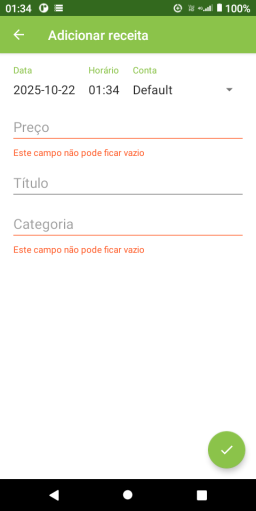 01:34
100%
Adicionar receita
Data Horário Conta
2025-10-22 01:34 Default
Preço
Este campo não pode ficar vazio
Título
Categoria
Este campo não pode ficar vazio